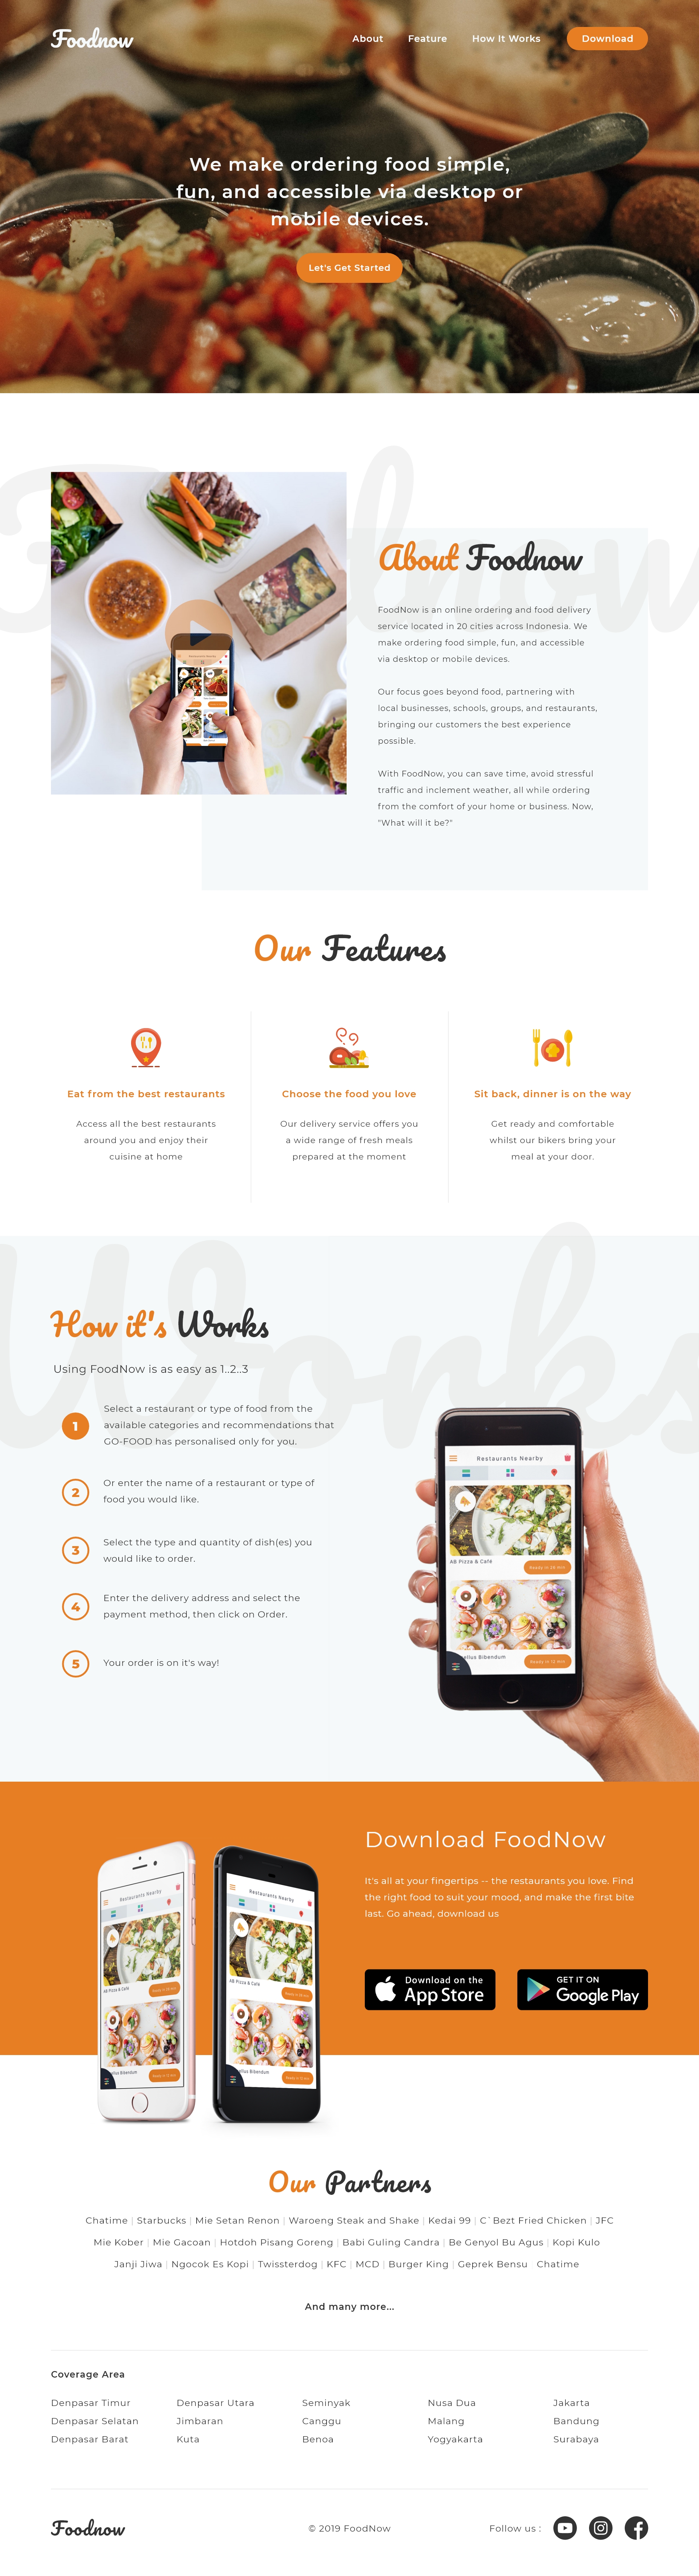 Foodnow
About Feature How It Works Download
We make ordering food simple,
fun, and accessible via desktop or
mobile devices.
Let's Get Started
About Foodnow
FoodNow is an online ordering and food delivery
service located in 20 cities across Indonesia. We
make ordering food simple, fun, and accessible
via desktop or mobile devices.
Our focus goes beyond food, partnering with
local businesses, schools, groups, and restaurants,
bringing our customers the best experience
possible.
With FoodNow, you can save time, avoid stressful
traffic and inclement weather, all while ordering
from the comfort of your home or business. Now,
"What will it be?"
Our Features
Eat from the best restaurants
Access all the best restaurants
around you and enjoy their
cuisine at home
Choose the food you love
Our delivery service offers you
a wide range of fresh meals
prepared at the moment
Sit back, dinner is on the way
Get ready and comfortable
whilst our bikers bring your
meal at your door.
Works
How it's Works
Using FoodNow is as easy as 1..2..3
1
Select a restaurant or type of food from the
available categories and recommendations that
GO-FOOD has personalised only for you.
2
Or enter the name of a restaurant or type of
food you would like.
3
Select the type and quantity of dish(es) you
would like to order.
4
Enter the delivery address and select the
payment method, then click on Order.
5
Your order is on it's way!
Restaurants Nearby
AB Pizza & Café
Ready in 20 min
allus Bibendum
Ready in 12 min
Download FoodNow
It's all at your fingertips -- the restaurants you love. Find
the right food to suit your mood, and make the first bite
last. Go ahead, download us
Download on the
App Store
GET IT ON
Google Play
Restaurants Nearby
AB Pizza & Café
allus Bibendum
Restaurants Nearby
AB Pizza & Café
allus Bibendum
Our Partners
Chatime | Starbucks | Mie Setan Renon | Waroeng Steak and Shake | Kedai 99 | C`Bezt Fried Chicken | JFC
Mie Kober | Mie Gacoan | Hotdoh Pisang Goreng | Babi Guling Candra | Be Genyol Bu Agus | Kopi Kulo
Janji Jiwa | Ngocok Es Kopi | Twissterdog | KFC | MCD | Burger King | Geprek Bensu Chatime
And many more...
Coverage Area
Denpasar Timur Denpasar Utara Seminyak Nusa Dua Jakarta
Denpasar Selatan Jimbaran Canggu Malang Bandung
Denpasar Barat Kuta Benoa Yogyakarta Surabaya
Foodnow © 2019 FoodNow Follow us :